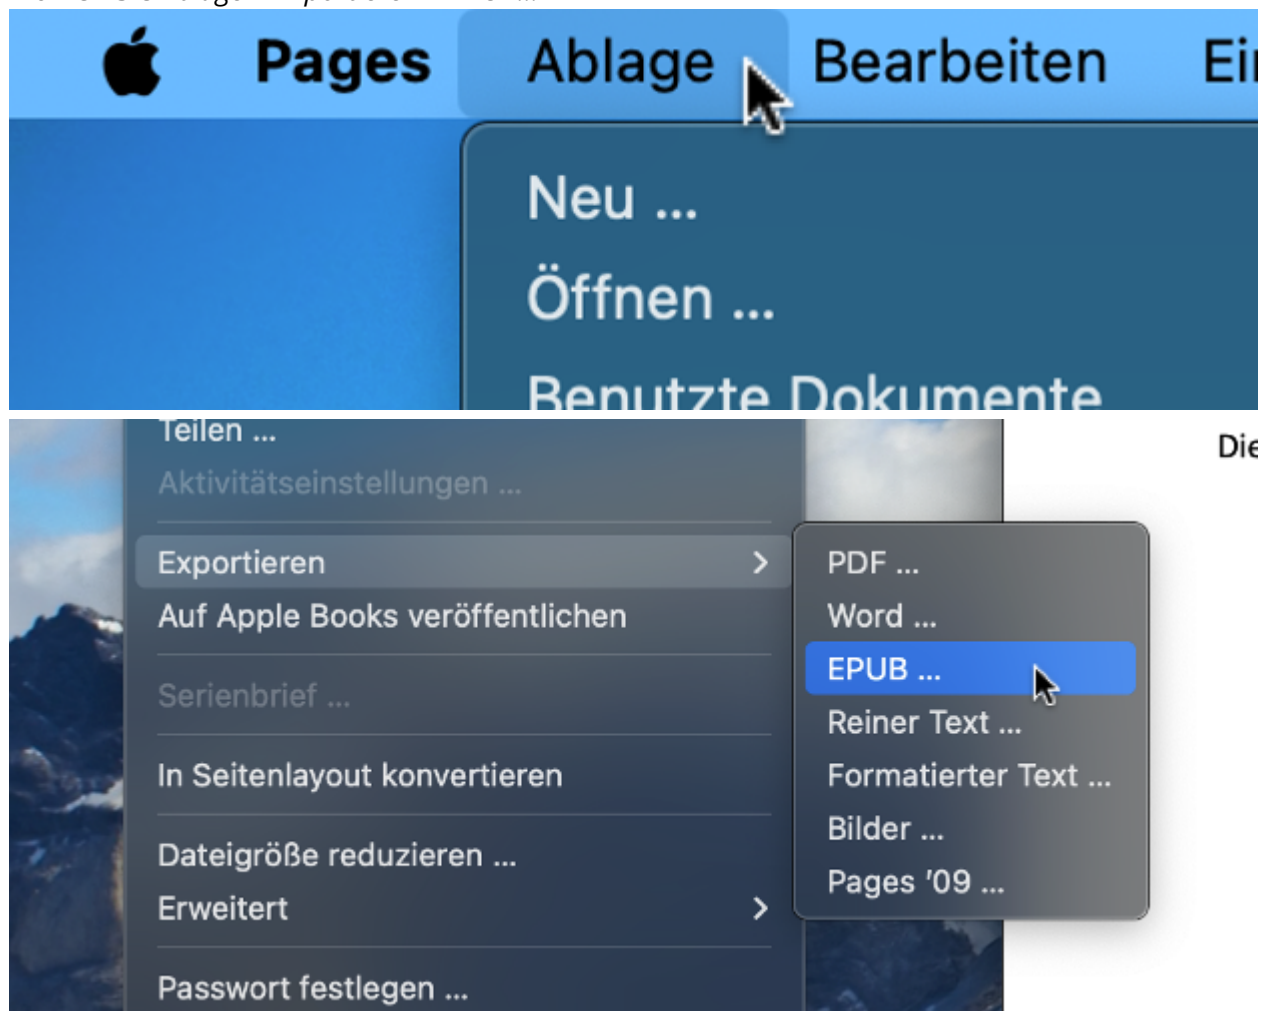 Pages Ablage Bearbeiten
Neu ...
Öffnen ...
Benutzte Dokumente
Teilen ...
Aktivitätseinstellungen ...
Exportieren
Auf Apple Books veröffentlichen
Serienbrief ...
In Seitenlayout konvertieren
Dateigröße reduzieren ...
Erweitert
Passwort festlegen ...
PDF ...
Word ...
EPUB ...
Reiner Text ...
Formatierter Text ...
Bilder ...
Pages '09 ...
Die